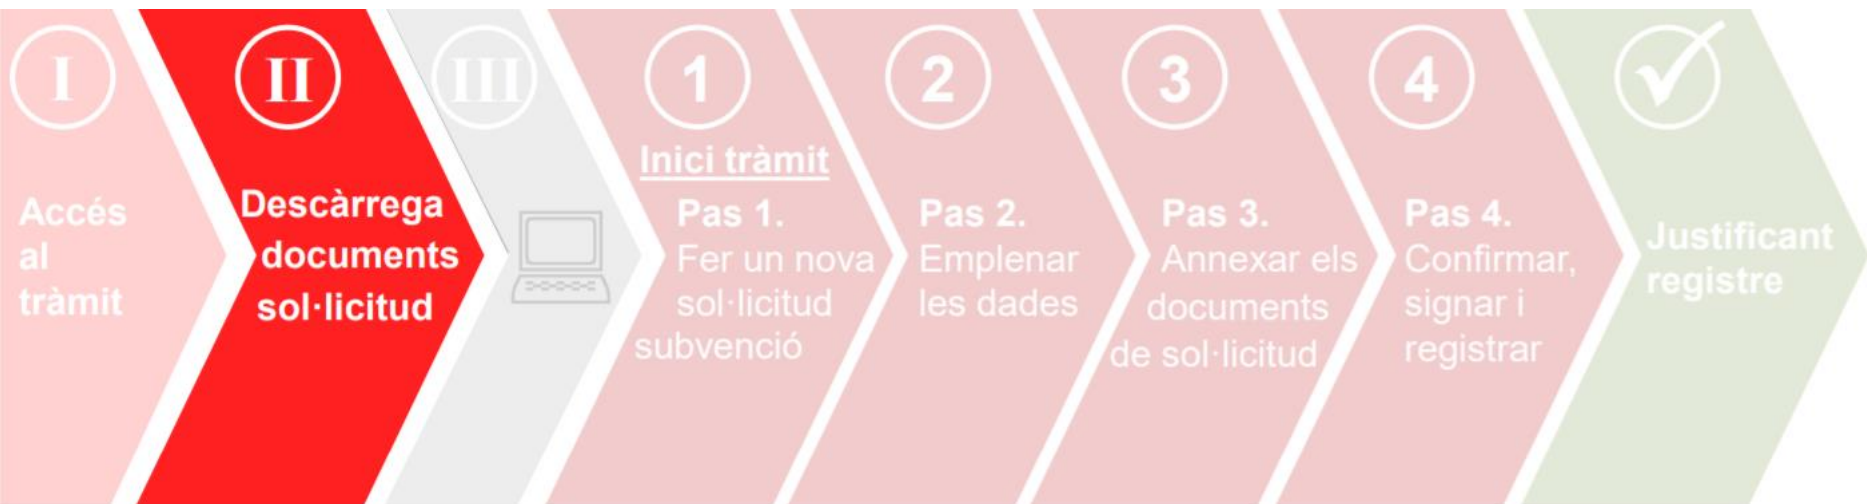 I
Accés
al
tràmit
II
Descàrrega
documents
sol·licitud
III
1
Inici tràmit
Pas 1.
Fer un nova
sol·licitud
subvenció
2
Pas 2.
Emplenar
les dades
3
Pas 3.
Annexar els
documents
de sol·licitud
4
Pas 4.
Confirmar,
signar i
registrar
Justificant
registre